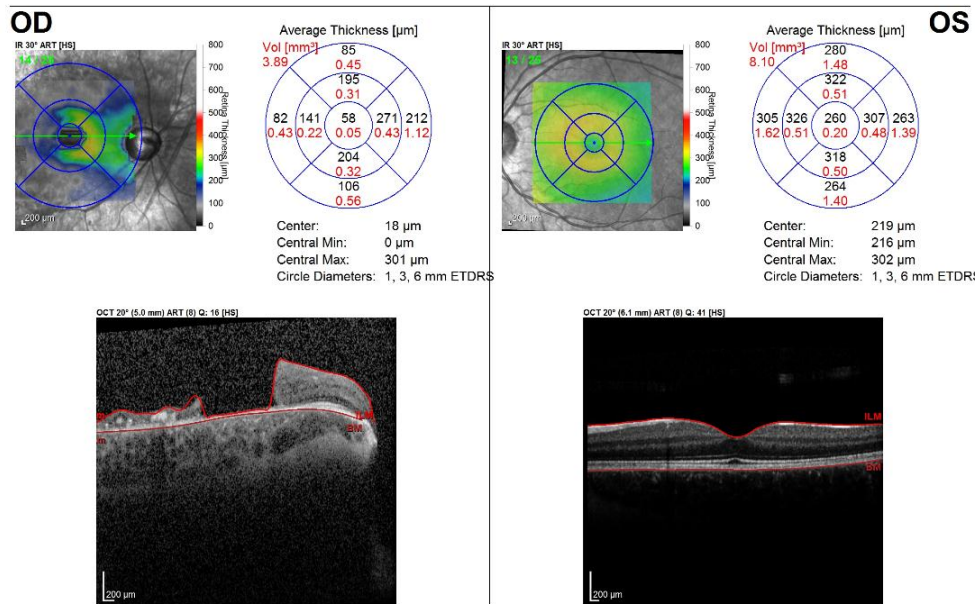 OD
IR 30° ART [HS]
14 / 25
800
700
600
500
400
300
200
100
0
Retina Thickness [µm]
200 µm
Average Thickness [µm]
Vol [mm³]
3.89
85
0.45
195
0.31
82 141 58 271 212
0.43 0.22 0.05 0.43 1.12
204
0.32
106
0.56
Center: 18 µm
Central Min: 0 µm
Central Max: 301 µm
Circle Diameters: 1, 3, 6 mm ETDRS
OCT 20° (5.0 mm) ART (8) Q: 16 [HS]
ILM
BM
200 µm
OS
IR 30° ART [HS]
13 / 25
800
700
600
500
400
300
200
100
0
Retina Thickness [µm]
200 µm
Average Thickness [µm]
Vol [mm³]
8.10
280
1.48
322
0.51
305 326 260 307 263
1.62 0.51 0.20 0.48 1.39
318
0.50
264
1.40
Center: 219 µm
Central Min: 216 µm
Central Max: 302 µm
Circle Diameters: 1, 3, 6 mm ETDRS
OCT 20° (6.1 mm) ART (8) Q: 41 [HS]
ILM
BM
200 µm